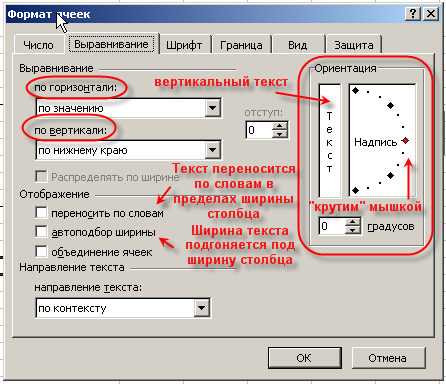 Формат ячеек
Число Выравнивание Шрифт Граница Вид Защита
Выравнивание
по горизонтали:
по значению
отступ:
по вертикали:
0
по нижнему краю
Распределять по ширине
Отображение
переносить по словам
автоподбор ширины
объединение ячеек
Направление текста
направление текста:
по контексту
вертикальный текст
Текст переносится
по словам в
пределах ширины
столбца
Ширина текста
подгоняется под
ширину столбца
Ориентация
Текст
Надпись
"крутим" мышкой
0 градусов
ОК Отмена